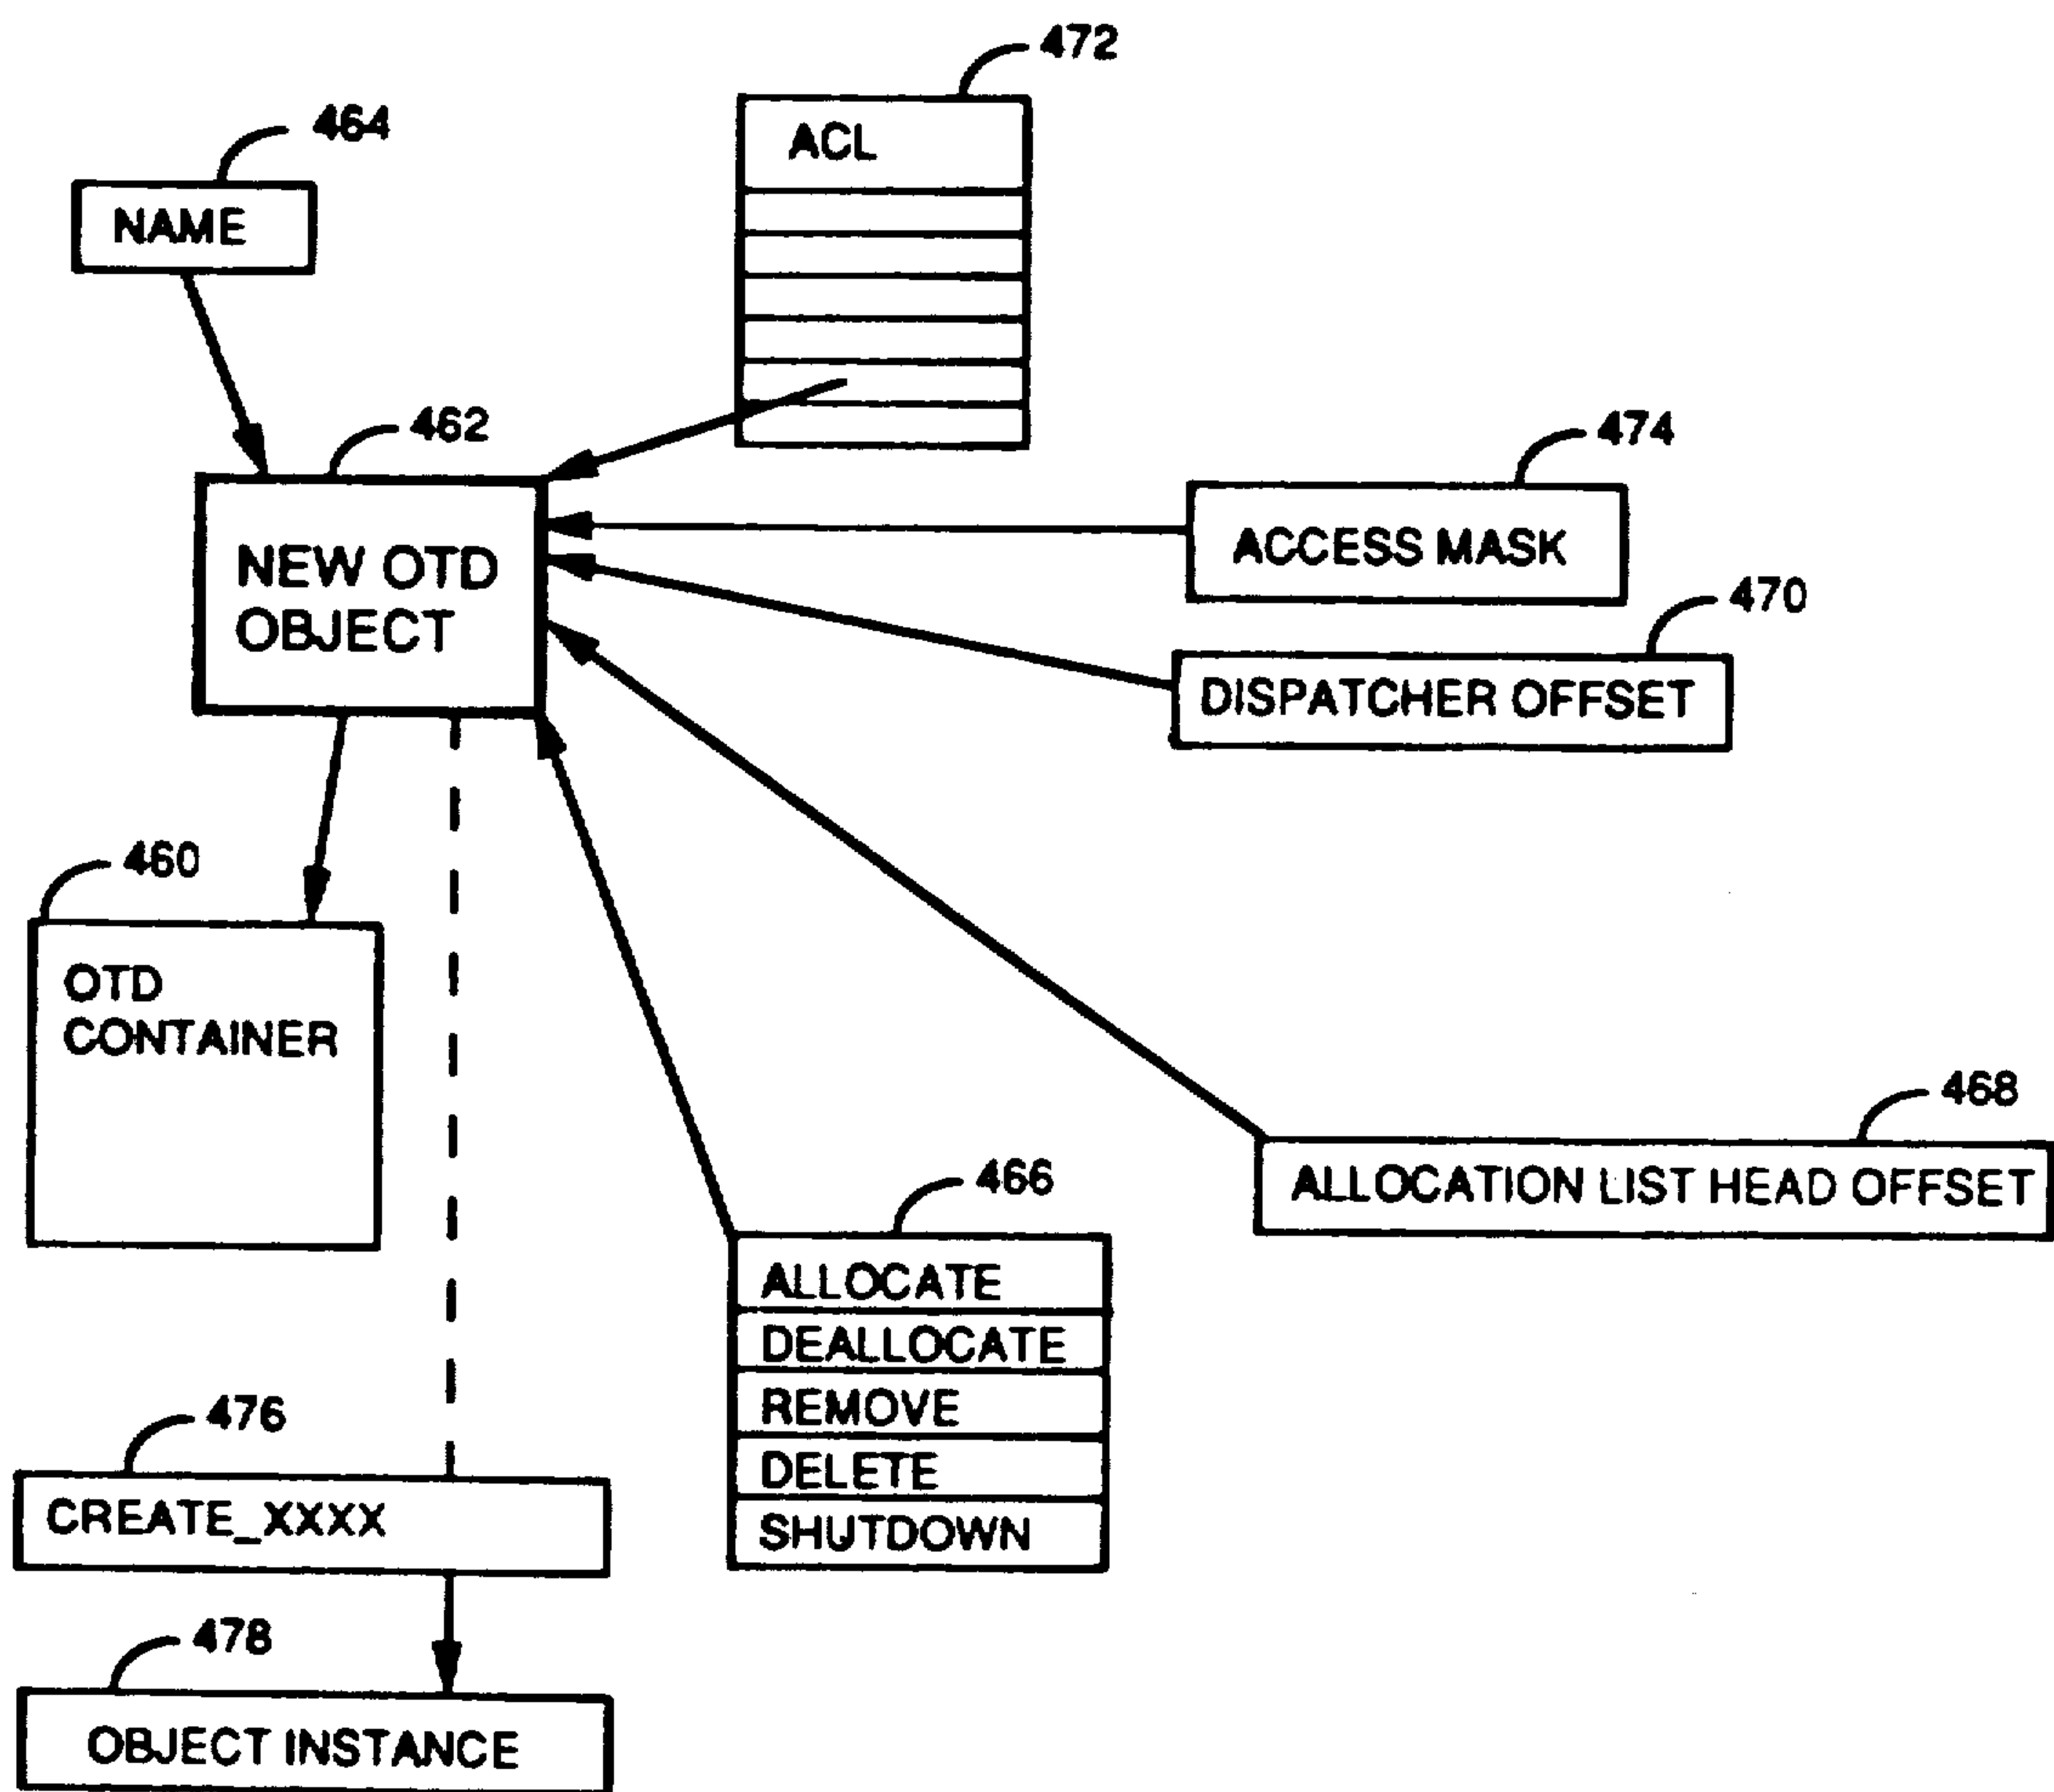 472
464
ACL
NAME
462
474
NEW OTD
OBJECT
ACCESS MASK
470
DISPATCHER OFFSET
460
OTD
CONTAINER
468
ALLOCATION LIST HEAD OFFSET
466
ALLOCATE
DEALLOCATE
REMOVE
DELETE
SHUTDOWN
476
CREATE_XXXX
478
OBJECT INSTANCE